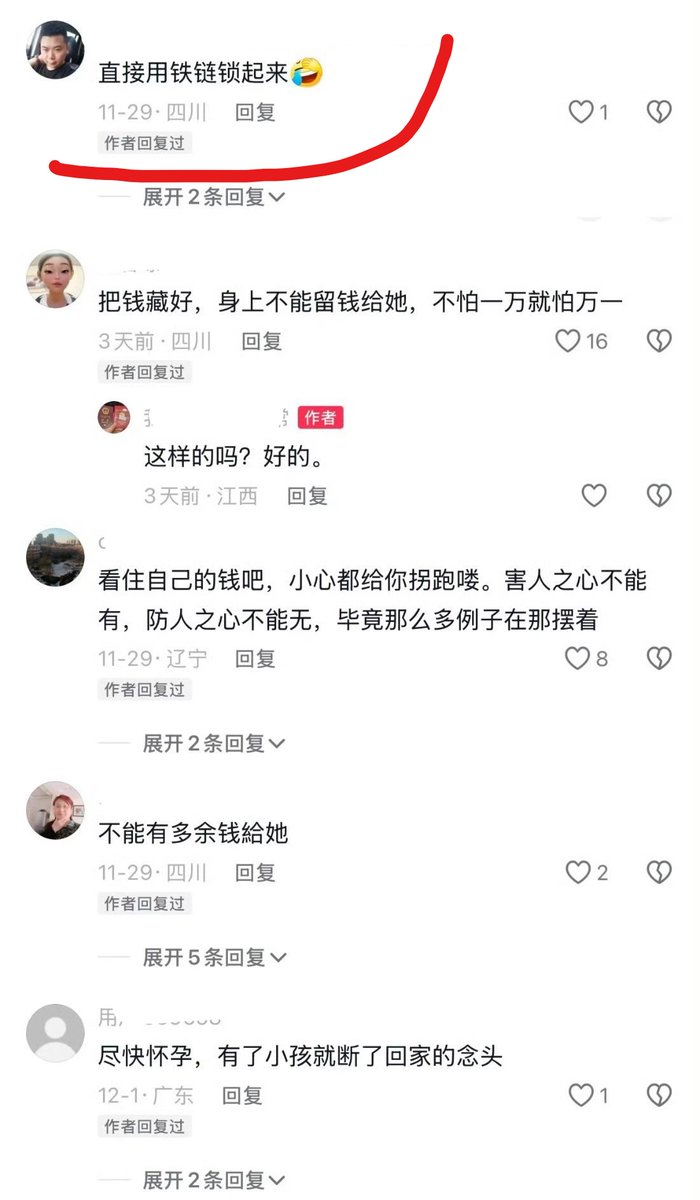 直接用铁链锁起来🤣
11-29·四川 回复 1
作者回复过
展开2条回复
把钱藏好，身上不能留钱给她，不怕一万就怕万一
3天前·四川 回复 16
作者回复过
作者
这样的吗？好的。
3天前·江西 回复
看住自己的钱吧，小心都给你拐跑喽。害人之心不能
有，防人之心不能无，毕竟那么多例子在那摆着
11-29·辽宁 回复 8
作者回复过
展开2条回复
不能有多余钱給她
11-29·四川 回复 2
作者回复过
展开5条回复
尽快怀孕，有了小孩就断了回家的念头
12-1·广东 回复 1
作者回复过
展开2条回复